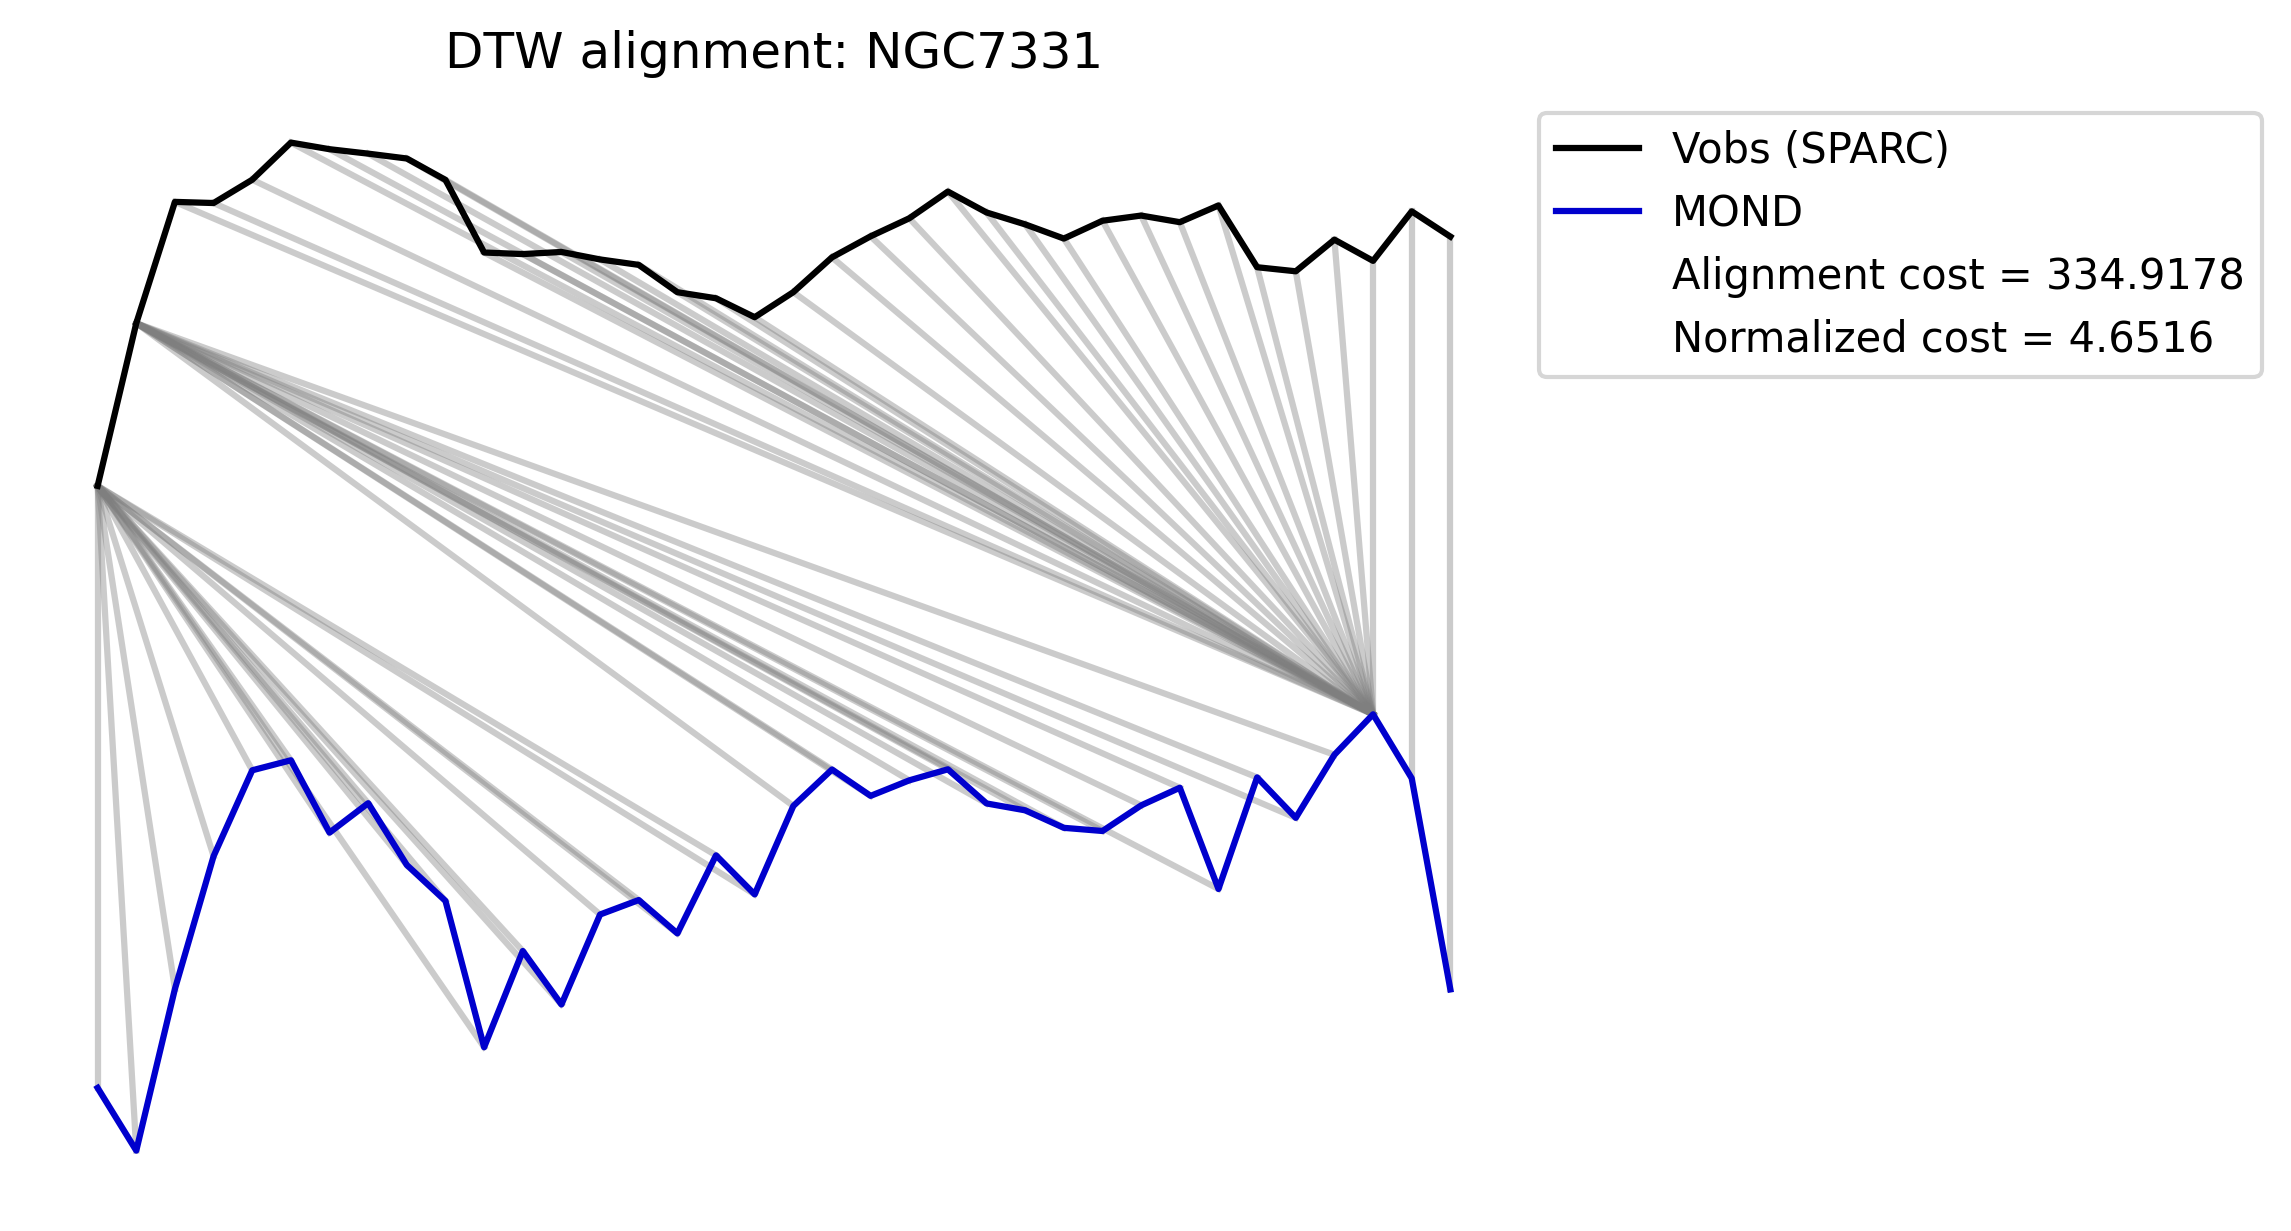 DTW alignment: NGC7331
Vobs (SPARC)
MOND
Alignment cost = 334.9178
Normalized cost = 4.6516